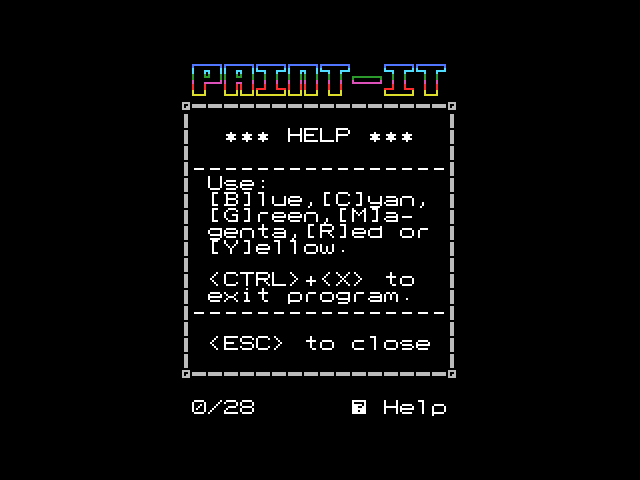 PAINT-IT
*** HELP ***
Use:
[B]lue,[C]yan,
[G]reen,[M]a-
genta,[R]ed or
[Y]ellow.
<CTRL>+<X> to
exit program.
<ESC> to close
0/28 ? Help